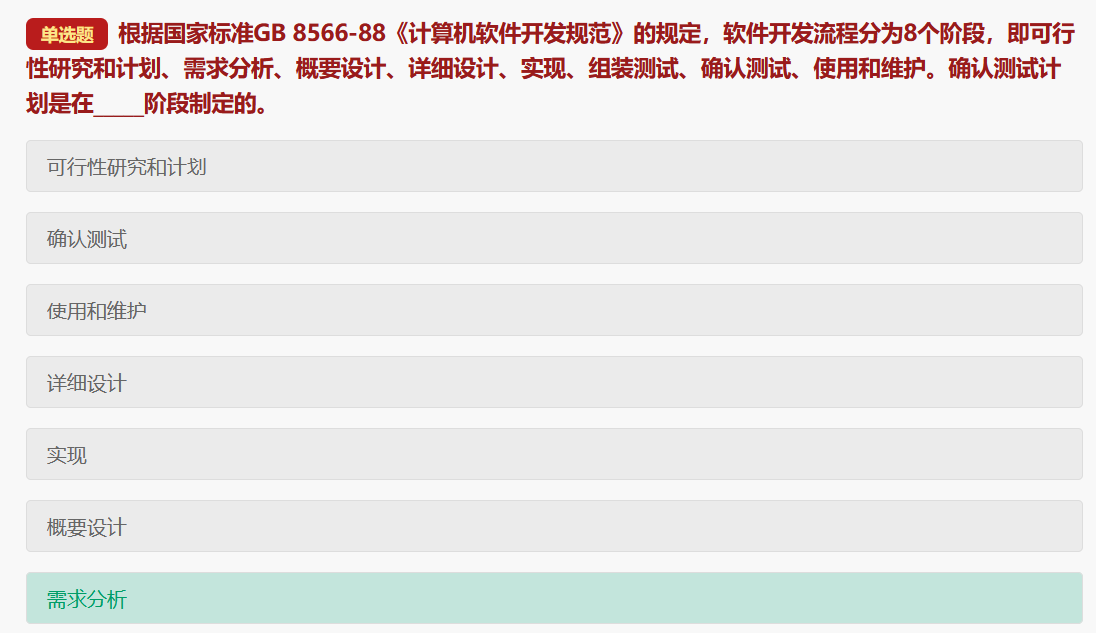 单选题 根据国家标准GB 8566-88《计算机软件开发规范》的规定，软件开发流程分为8个阶段，即可行
性研究和计划、需求分析、概要设计、详细设计、实现、组装测试、确认测试、使用和维护。确认测试计
划是在_____阶段制定的。
可行性研究和计划
确认测试
使用和维护
详细设计
实现
概要设计
需求分析